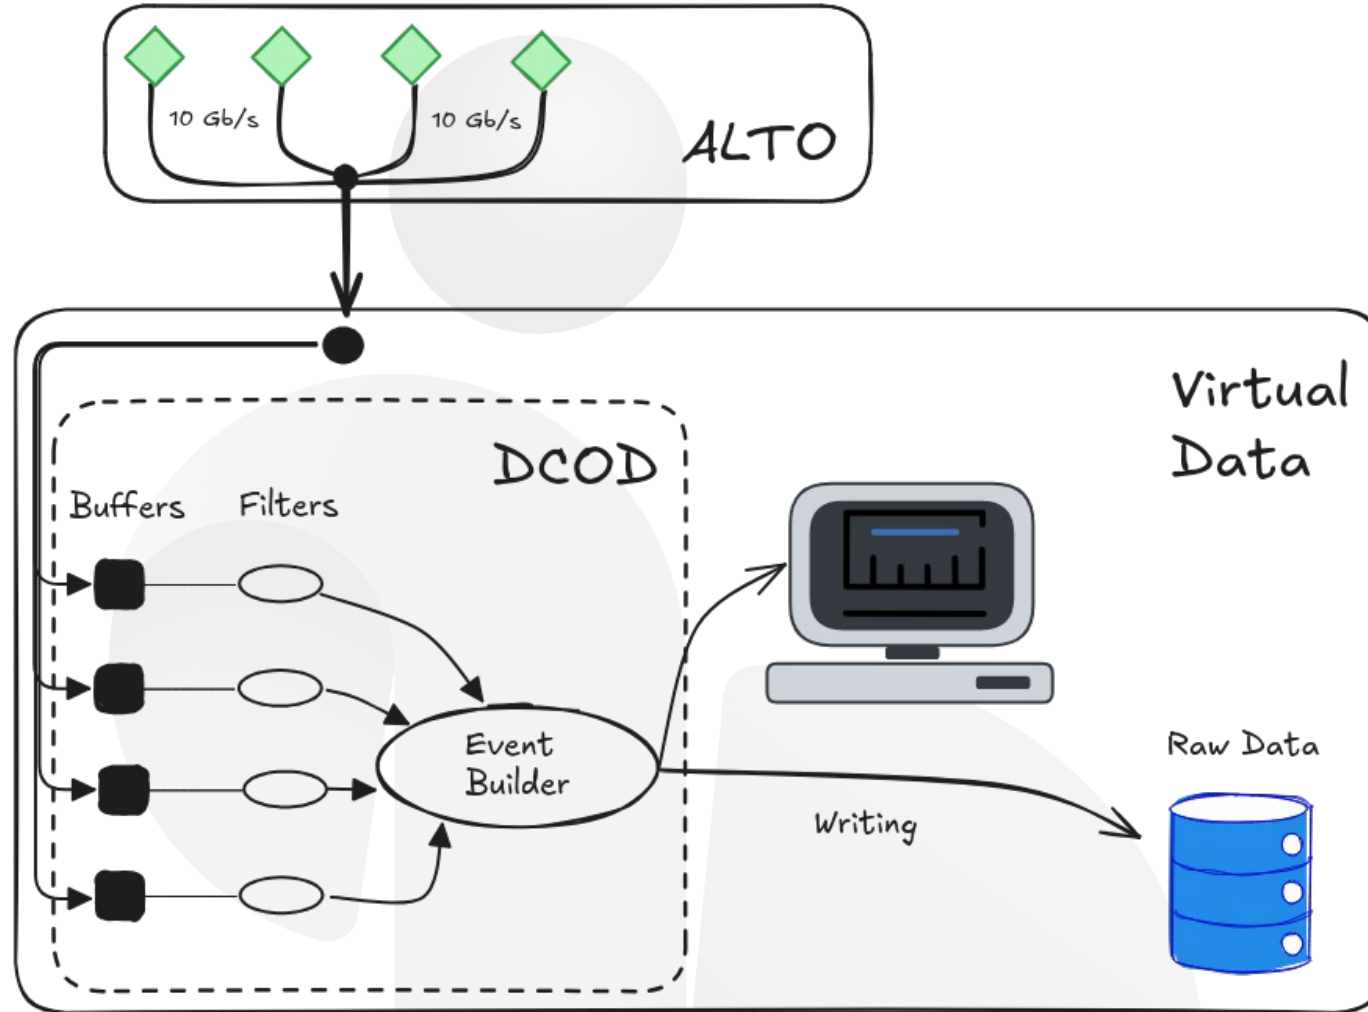 10 Gb/s
10 Gb/s
ALTO
Virtual
Data
DCOD
Buffers
Filters
Event
Builder
Raw Data
Writing